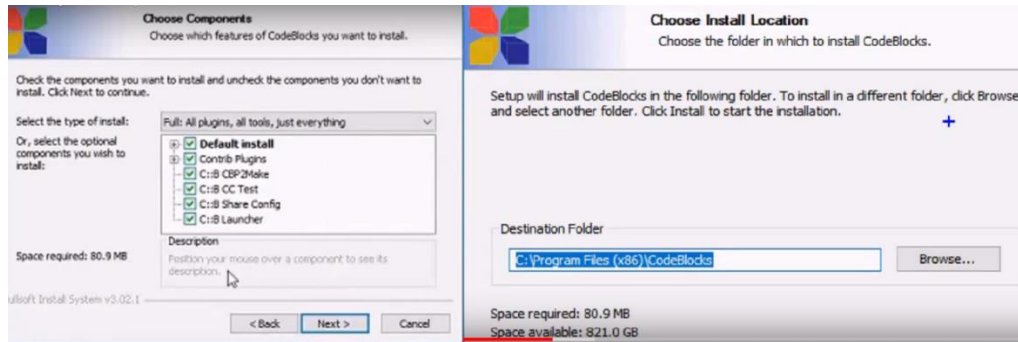 Choose Components
Choose which features of CodeBlocks you want to install.
Check the components you want to install and uncheck the components you don't want to
install. Click Next to continue.
Select the type of install:
Full: All plugins, all tools, just everything
Or, select the optional
components you wish to
install:
Default install
Contrib Plugins
C::B CBP2Make
C::B CC Test
C::B Share Config
C::B Launcher
Space required: 80.9 MB
Description
Position your mouse over a component to see its
description.
ullsoft Install System v3.02.1
< Back
Next >
Cancel
Choose Install Location
Choose the folder in which to install CodeBlocks.
Setup will install CodeBlocks in the following folder. To install in a different folder, click Browse
and select another folder. Click Install to start the installation.
Destination Folder
C:\Program Files (x86)\CodeBlocks
Browse...
Space required: 80.9 MB
Space available: 821.0 GB